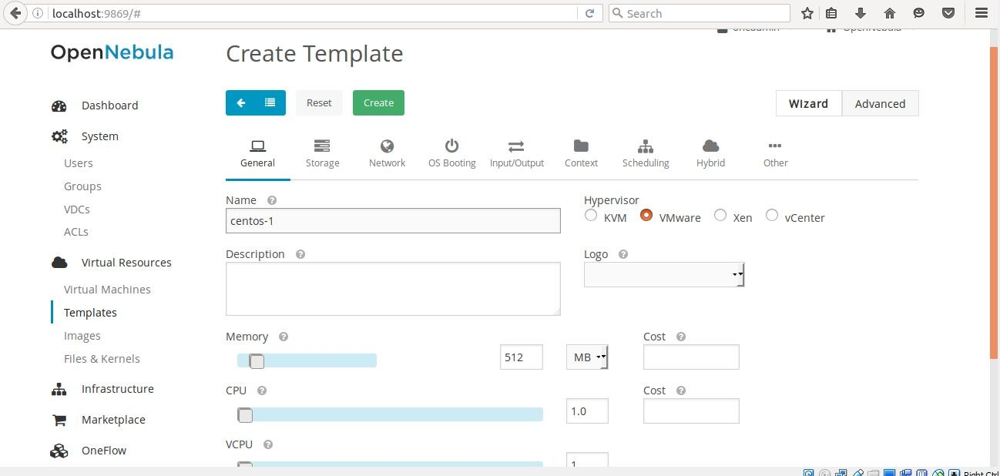 localhost:9869/#
Search
oneadmin OpenNebula
OpenNebula
Create Template
Dashboard
System
Users
Groups
VDCs
ACLs
Virtual Resources
Virtual Machines
Templates
Images
Files & Kernels
Infrastructure
Marketplace
OneFlow
Reset Create
Wizard Advanced
General Storage Network OS Booting Input/Output Context Scheduling Hybrid Other
Name
centos-1
Hypervisor
KVM VMware Xen vCenter
Description
Logo
Memory
512 MB
Cost
CPU
1.0
Cost
VCPU
1
Right Ctrl